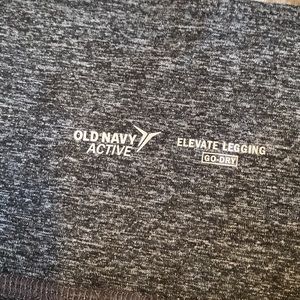 OLD NAVY
ACTIVE
ELEVATE LEGGING
GO-DRY